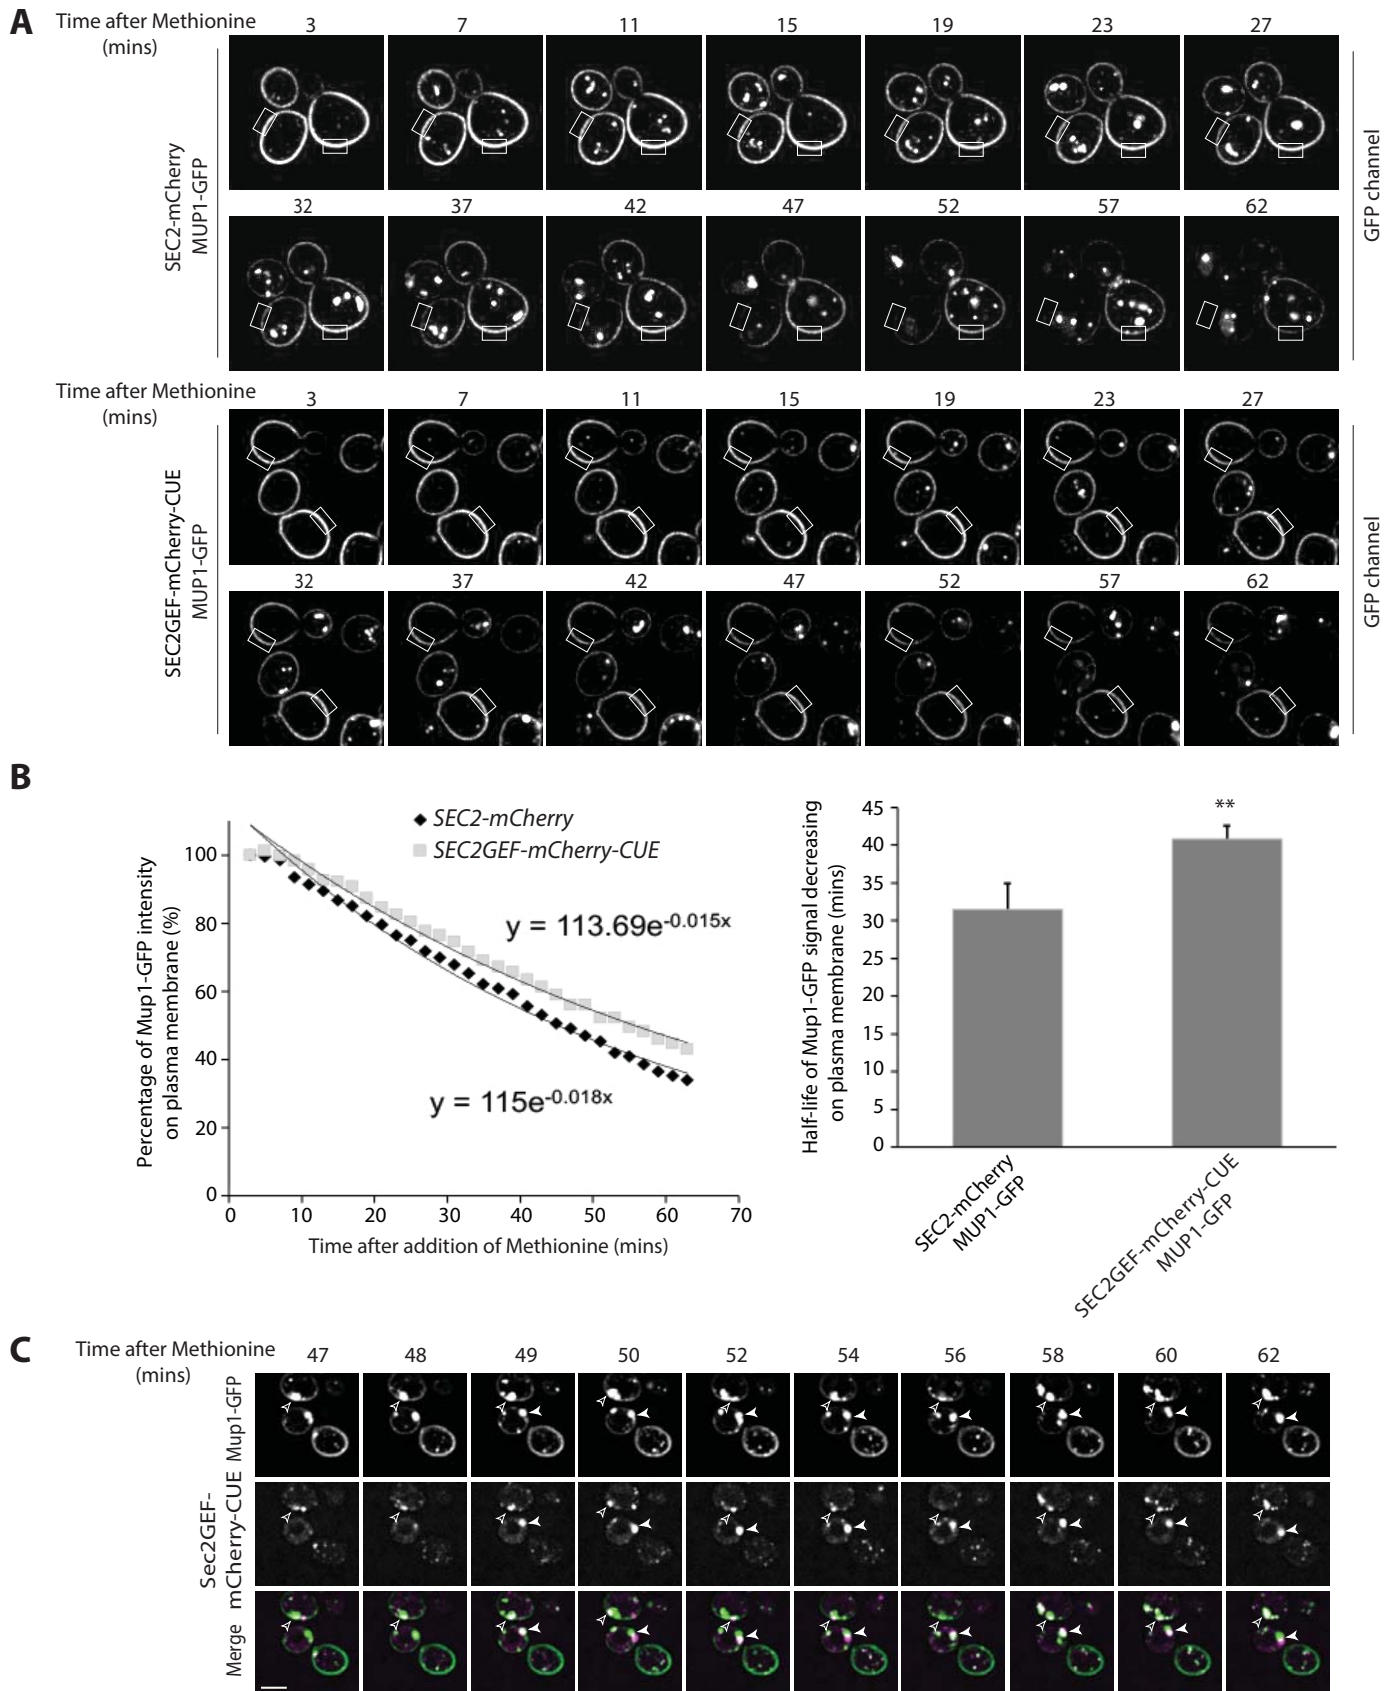 A
Time after Methionine
(mins)
3 7 11 15 19 23 27
SEC2-mCherry
MUP1-GFP
GFP channel
32 37 42 47 52 57 62
Time after Methionine
(mins)
3 7 11 15 19 23 27
SEC2GEF-mCherry-CUE
MUP1-GFP
GFP channel
32 37 42 47 52 57 62
B
Percentage of Mup1-GFP intensity
on plasma membrane (%)
100
80
60
40
20
0
SEC2-mCherry
SEC2GEF-mCherry-CUE
y = 113.69e^-0.015x
y = 115e^-0.018x
0 10 20 30 40 50 60 70
Time after addition of Methionine (mins)
Half-life of Mup1-GFP signal decreasing
on plasma membrane (mins)
45
40
35
30
25
20
15
10
5
0
**
SEC2-mCherry
MUP1-GFP
SEC2GEF-mCherry-CUE
MUP1-GFP
C
Time after Methionine
(mins)
47 48 49 50 52 54 56 58 60 62
Mup1-GFP
Sec2GEF-
mCherry-CUE
Merge